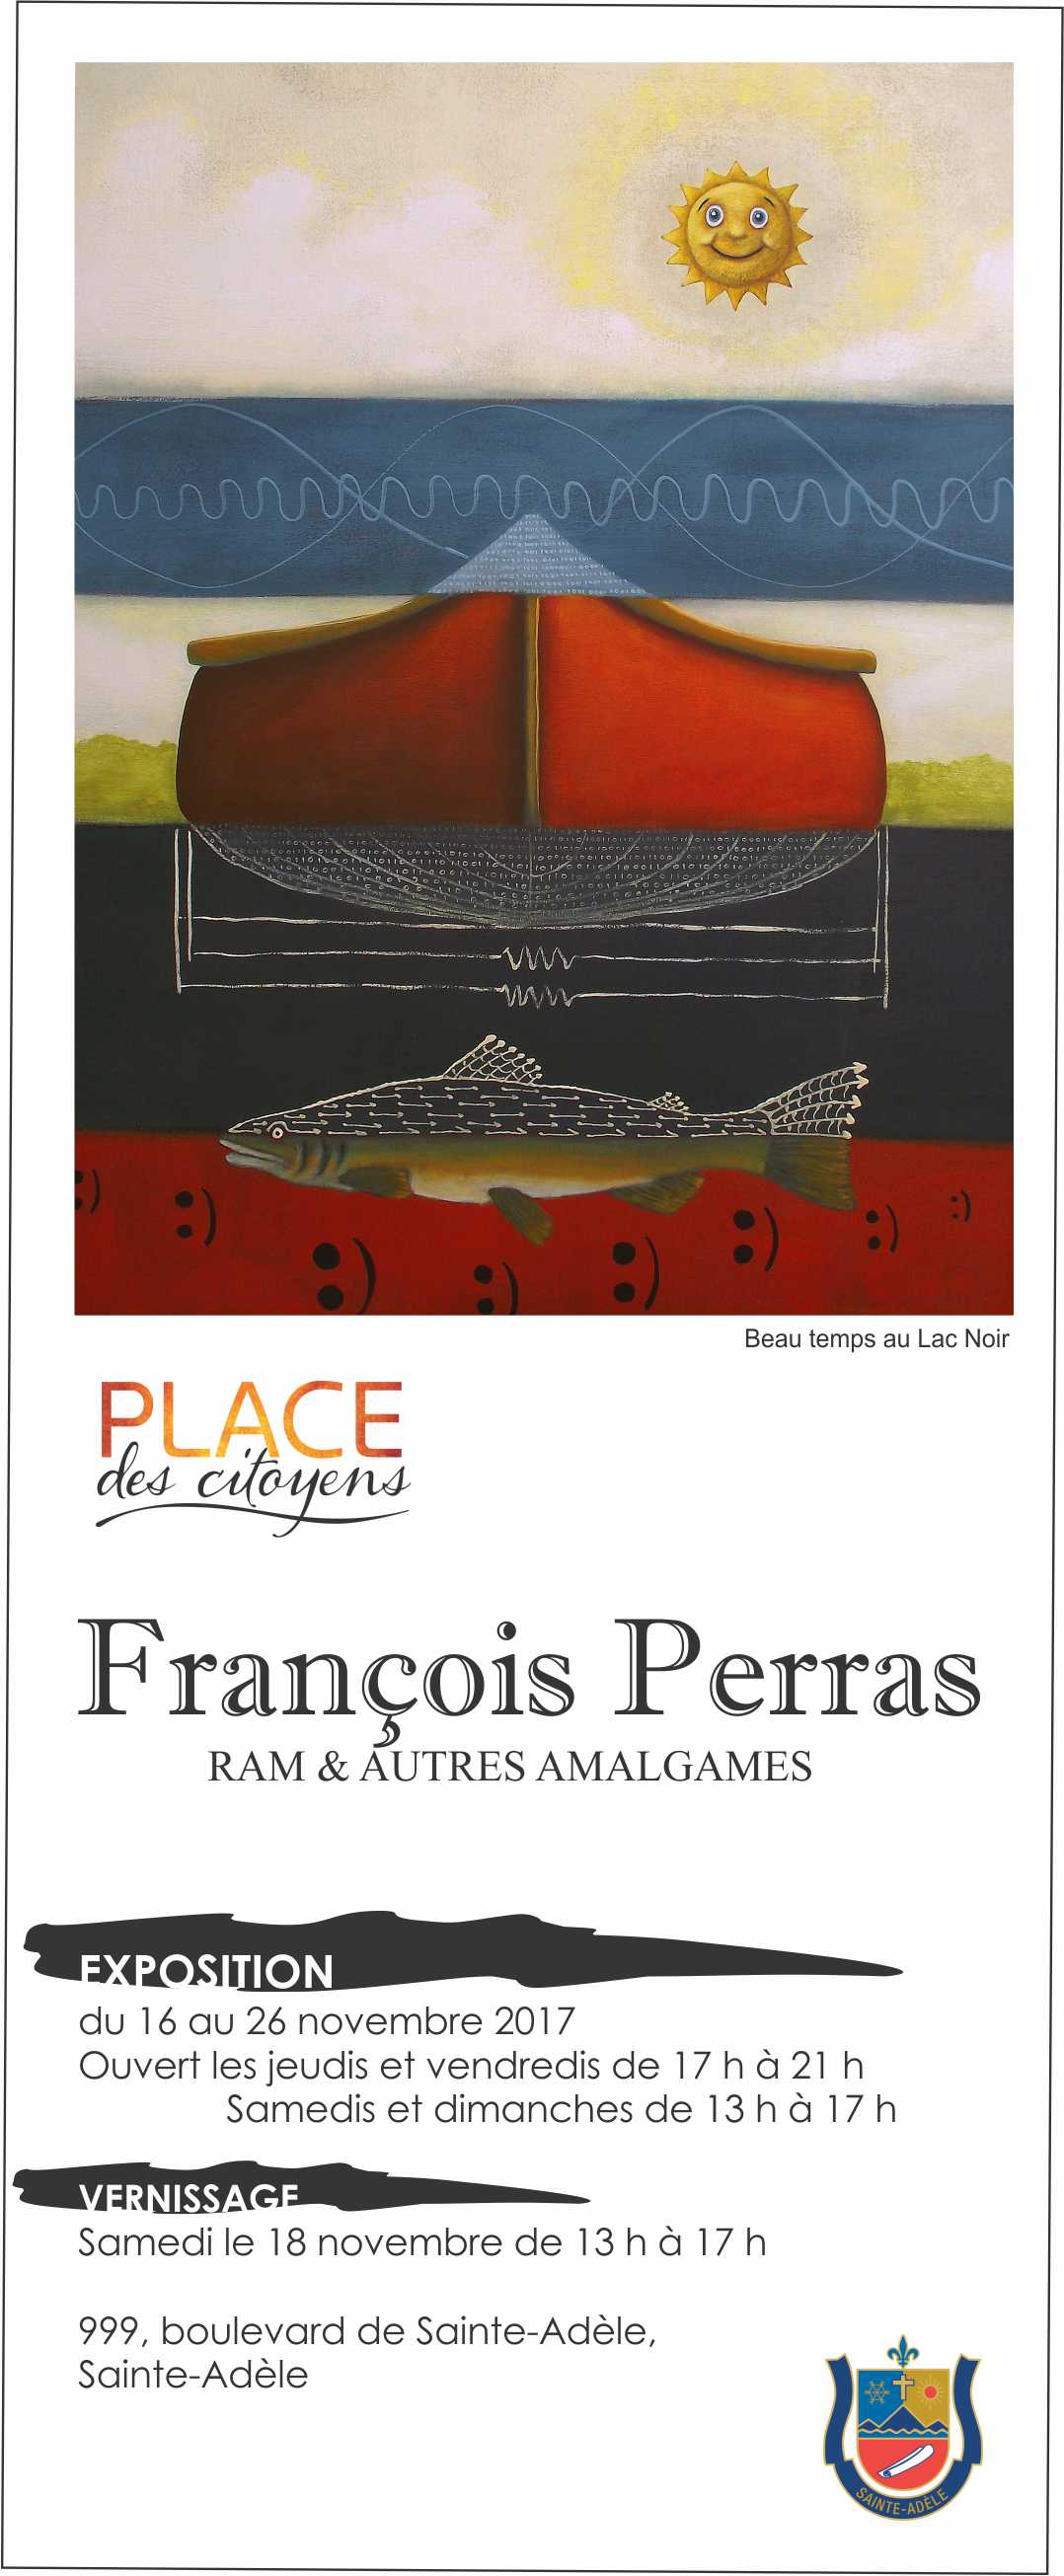 Beau temps au Lac Noir
PLACE
des citoyens
François Perras
RAM & AUTRES AMALGAMES
EXPOSITION
du 16 au 26 novembre 2017
Ouvert les jeudis et vendredis de 17 h à 21 h
Samedis et dimanches de 13 h à 17 h
VERNISSAGE
Samedi le 18 novembre de 13 h à 17 h
999, boulevard de Sainte-Adèle,
Sainte-Adèle
SAINTE-ADÈLE